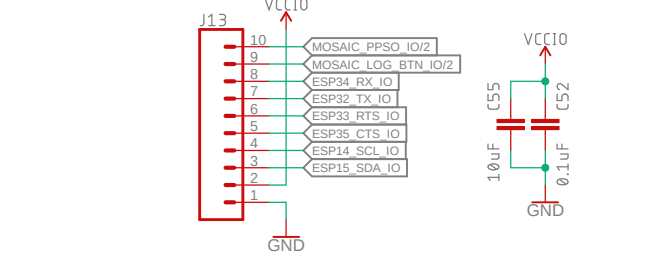 J13
VCCIO
10 MOSAIC_PPSO_IO/2
9 MOSAIC_LOG_BTN_IO/2
8 ESP34_RX_IO
7 ESP32_TX_IO
6 ESP33_RTS_IO
5 ESP35_CTS_IO
4 ESP14_SCL_IO
3 ESP15_SDA_IO
2
1
GND
VCCIO
C55
C52
10uF
0.1uF
GND